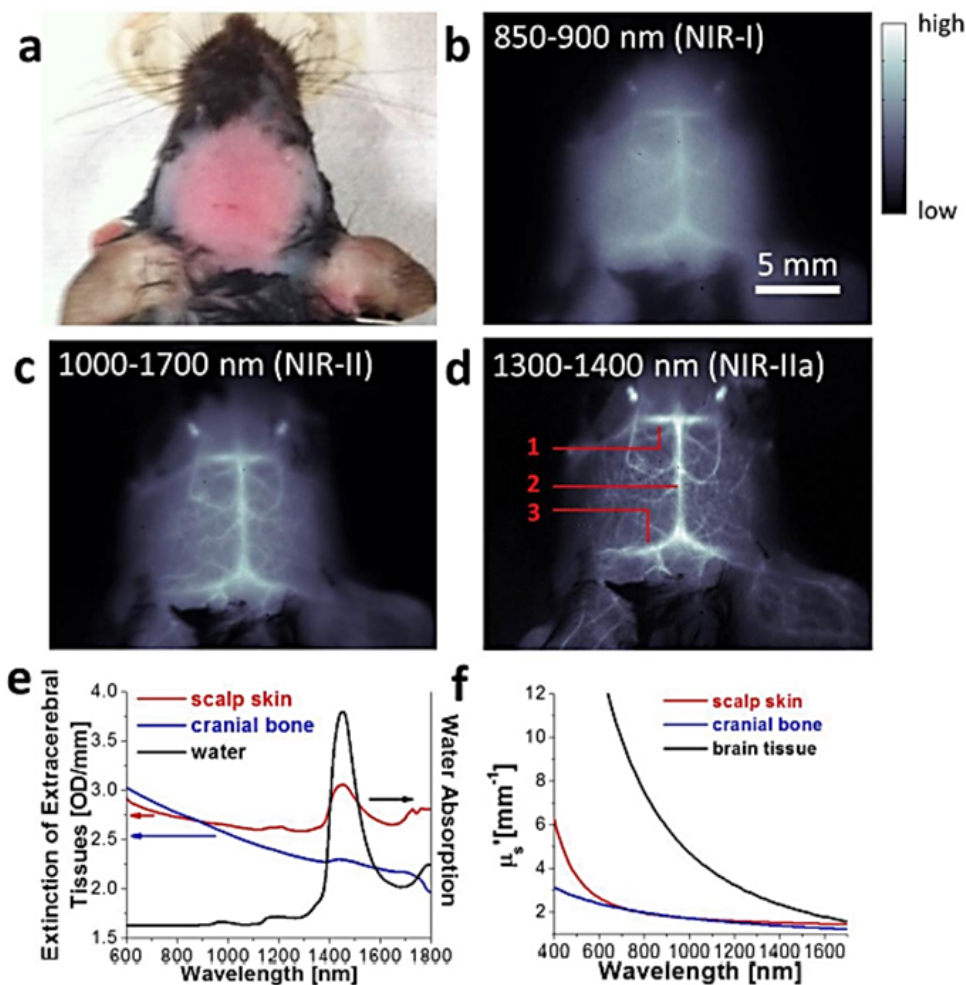 a
b
850-900 nm (NIR-I)
high
low
5 mm
c
1000-1700 nm (NIR-II)
d
1300-1400 nm (NIR-IIa)
1
2
3
e
Extinction of Extracerebral
Tissues [OD/mm]
4.0
3.5
3.0
2.5
2.0
1.5
scalp skin
cranial bone
water
Water Absorption
600 800 1000 1200 1400 1600 1800
Wavelength [nm]
f
μs'[mm-1]
12
10
8
6
4
2
scalp skin
cranial bone
brain tissue
400 600 800 1000 1200 1400 1600
Wavelength [nm]